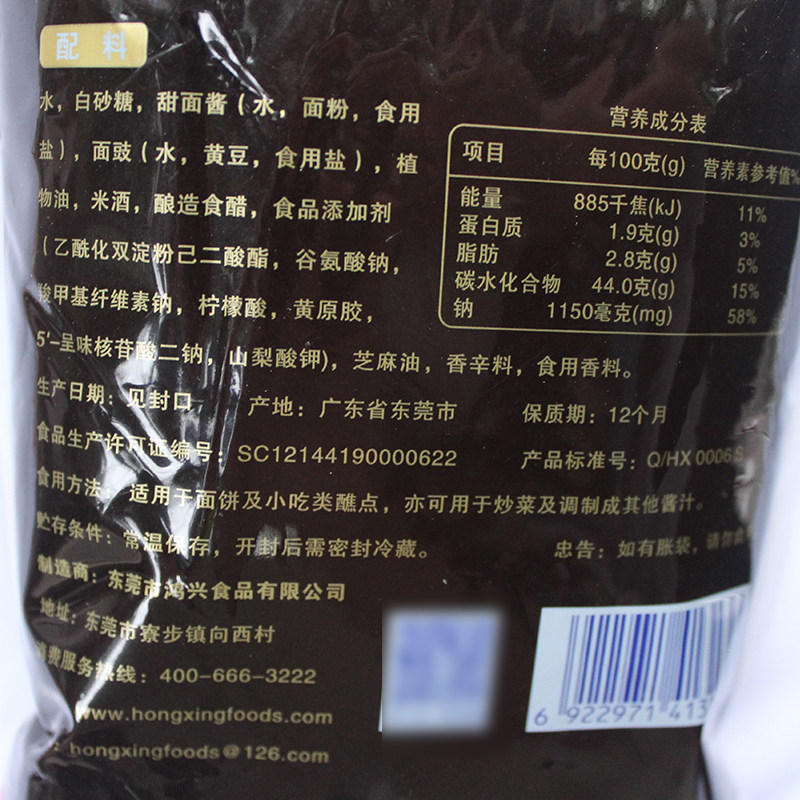 配 料
水，白砂糖，甜面酱（水，面粉，食用
盐），面豉（水，黄豆，食用盐），植
物油，米酒，酿造食醋，食品添加剂
（乙酰化双淀粉己二酸酯，谷氨酸钠，
羧甲基纤维素钠，柠檬酸，黄原胶，
5'-呈味核苷酸二钠，山梨酸钾），芝麻油，香辛料，食用香料。
营养成分表
项目 每100克(g) 营养素参考值%
能量 885千焦(kJ) 11%
蛋白质 1.9克(g) 3%
脂肪 2.8克(g) 5%
碳水化合物 44.0克(g) 15%
钠 1150毫克(mg) 58%
生产日期：见封口 产地：广东省东莞市 保质期：12个月
食品生产许可证编号：SC12144190000622 产品标准号：Q/HX 0006S
食用方法：适用于面饼及小吃类蘸点，亦可用于炒菜及调制成其他酱汁。
贮存条件：常温保存，开封后需密封冷藏。 忠告：如有胀袋，请勿
制造商：东莞市鸿兴食品有限公司
地址：东莞市寮步镇向西村
消费服务热线：400-666-3222
www.hongxingfoods.com
hongxingfoods@126.com
6 922971 413